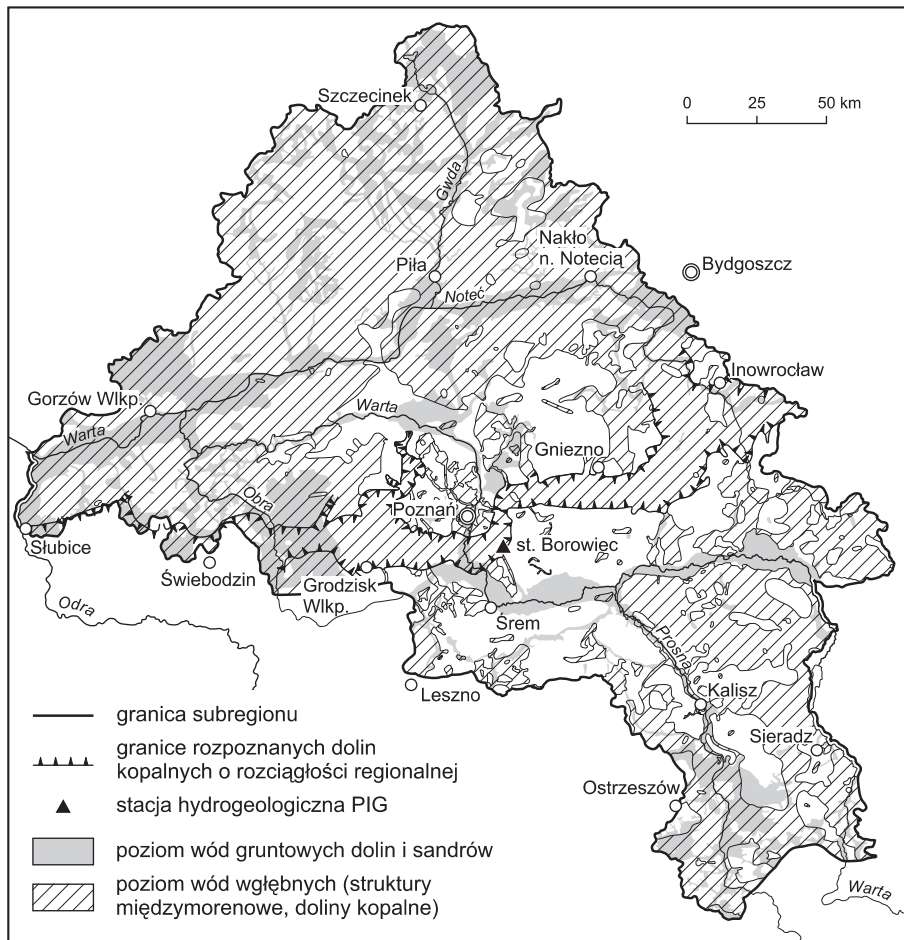 Szczecinek
0 25 50 km
Gwda
Nakło
n. Notecią
Bydgoszcz
Piła
Noteć
Inowrocław
Gorzów Wlkp.
Warta
Warta
Gniezno
Obra
Poznań
st. Borowiec
Słubice
Świebodzin
Grodzisk
Wlkp.
Odra
Śrem
Prosna
Leszno
Kalisz
granica subregionu
Sieradz
granice rozpoznanych dolin
kopalnych o rozciągłości regionalnej
stacja hydrogeologiczna PIG
Ostrzeszów
poziom wód gruntowych dolin i sandrów
poziom wód wgłębnych (struktury
międzymorenowe, doliny kopalne)
Warta